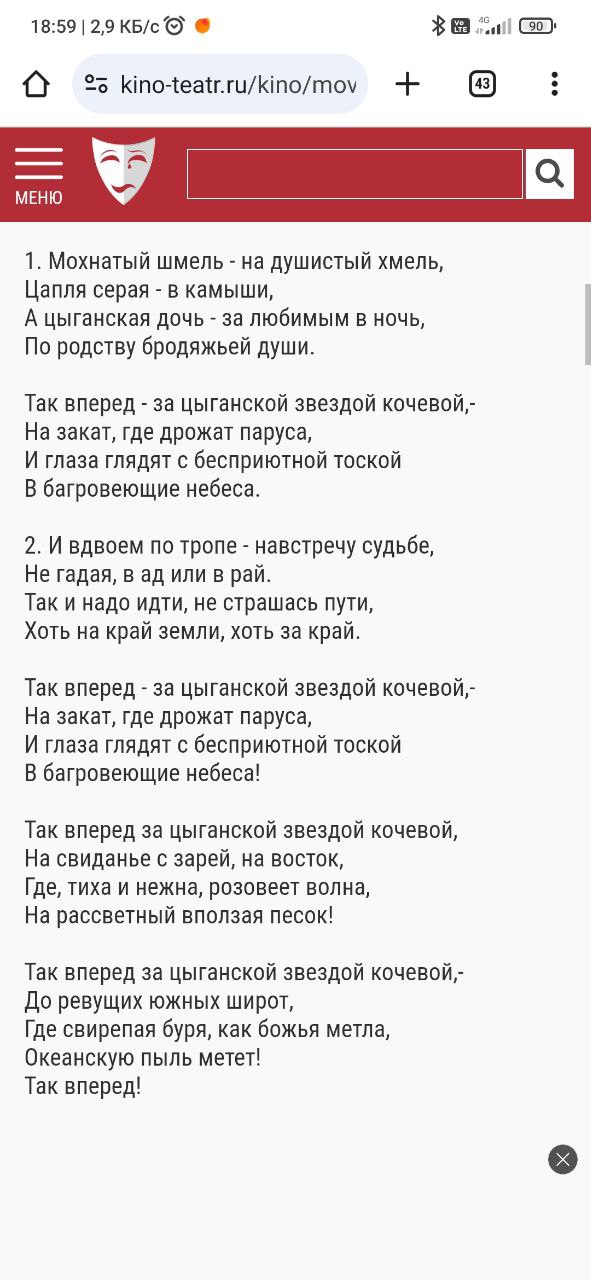 18:59 | 2,9 КБ/с
Vo LTE 4G 90
kino-teatr.ru/kino/mov
43
МЕНЮ
1. Мохнатый шмель - на душистый хмель,
Цапля серая - в камыши,
А цыганская дочь - за любимым в ночь,
По родству бродяжьей души.
Так вперед - за цыганской звездой кочевой,-
На закат, где дрожат паруса,
И глаза глядят с бесприютной тоской
В багровеющие небеса.
2. И вдвоем по тропе - навстречу судьбе,
Не гадая, в ад или в рай.
Так и надо идти, не страшась пути,
Хоть на край земли, хоть за край.
Так вперед - за цыганской звездой кочевой,-
На закат, где дрожат паруса,
И глаза глядят с бесприютной тоской
В багровеющие небеса!
Так вперед за цыганской звездой кочевой,
На свиданье с зарей, на восток,
Где, тиха и нежна, розовеет волна,
На рассветный вползая песок!
Так вперед за цыганской звездой кочевой,-
До ревущих южных широт,
Где свирепая буря, как божья метла,
Океанскую пыль метет!
Так вперед!